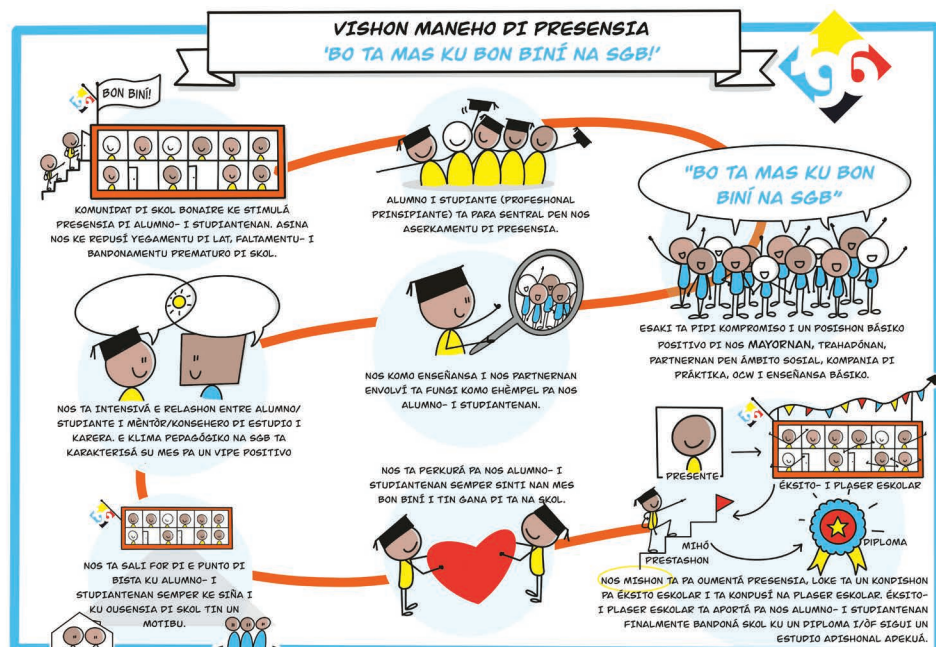 VISHON MANEHO DI PRESENSIA
'BO TA MAS KU BON BINÍ NA SGB!'
BON BINÍ!
KOMUNIDAT DI SKOL BONAIRE KE STIMULÁ
PRESENSIA DI ALUMNO- I STUDIANTENAN. ASINA
NOS KE REDUSÍ YEGAMENTU DI LAT, FALTAMENTU- I
BANDONAMENTU PREMATURO DI SKOL.
ALUMNO I STUDIANTE (PROFESHONAL
PRINSIPIANTE) TA PARA SENTRAL DEN NOS
ASERKAMENTU DI PRESENSIA.
"BO TA MAS KU BON
BINÍ NA SGB"
ESAKI TA PIDI KOMPROMISO I UN POSISHON BÁSIKO
POSITIVO DI NOS MAYORNAN, TRAHADÓNAN,
PARTNERNAN DEN ÁMBITO SOSIAL, KOMPANIA DI
PRÁKTIKA, OCW I ENSEÑANSA BÁSIKO.
NOS KOMO ENSEÑANSA I NOS PARTNERNAN
ENVOLVÍ TA FUNGI KOMO EHÈMPEL PA NOS
ALUMNO- I STUDIANTENAN.
NOS TA INTENSIVÁ E RELASHON ENTRE ALUMNO/
STUDIANTE I MÈNTÒR/KONSEHERO DI ESTUDIO I
KARERA. E KLIMA PEDAGÓGIKO NA SGB TA
KARAKTERISÁ SU MES PA UN VIPE POSITIVO
NOS TA PERKURÁ PA NOS ALUMNO- I
STUDIANTENAN SEMPER SINTI NAN MES
BON BINÍ I TIN GANA DI TA NA SKOL.
PRESENTE
ÉKSITO- I PLASER ESKOLAR
MIHÓ
PRESTASHON
DIPLOMA
NOS TA SALI FOR DI E PUNTO DI
BISTA KU ALUMNO- I
STUDIANTENAN SEMPER KE SIÑA I
KU OUSENSIA DI SKOL TIN UN
MOTIBU.
NOS MISHON TA PA OUMENTÁ PRESENSIA, LOKE TA UN KONDISHON
PA ÉKSITO ESKOLAR I TA KONDUSÍ NA PLASER ESKOLAR. ÉKSITO-
I PLASER ESKOLAR TA APORTÁ PA NOS ALUMNO- I STUDIANTENAN
FINALMENTE BANDONÁ SKOL KU UN DIPLOMA I/ÒF SIGUI UN
ESTUDIO ADISHONAL ADEKUÁ.